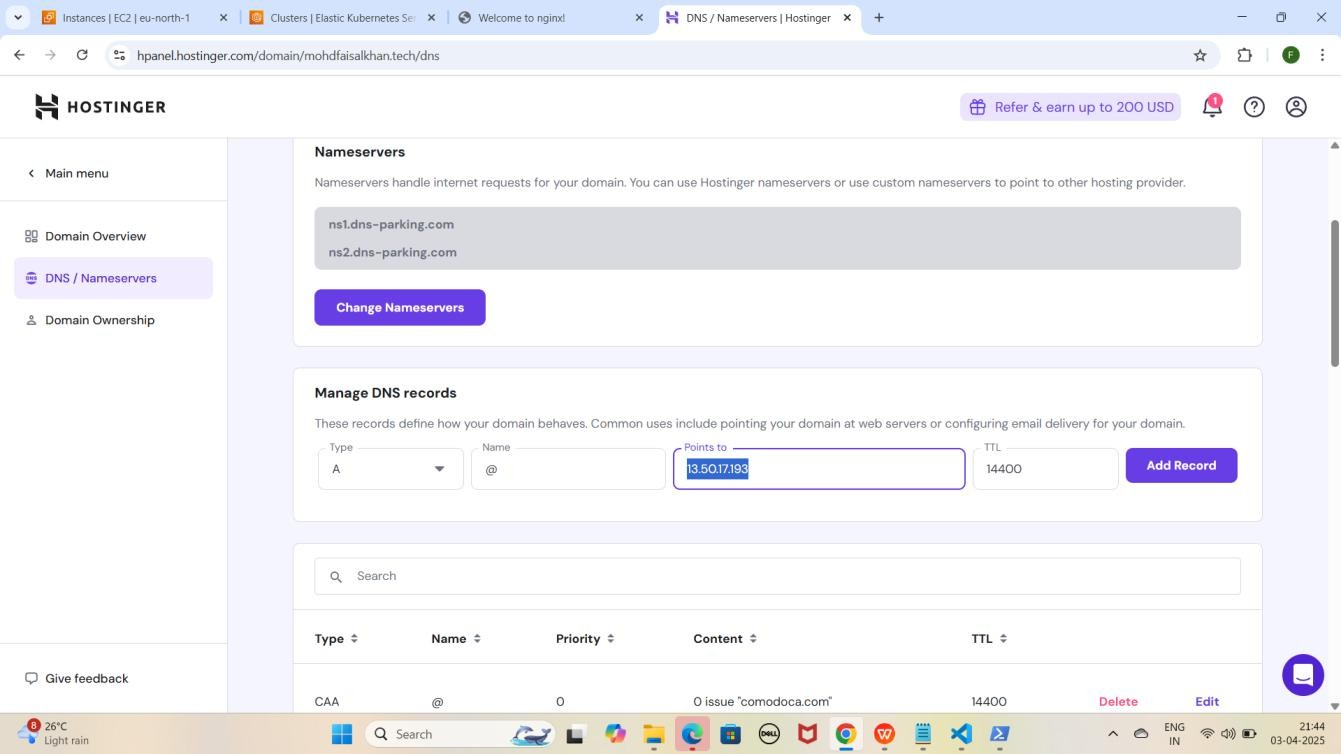 Instances | EC2 | eu-north-1
Clusters | Elastic Kubernetes Ser
Welcome to nginx!
DNS / Nameservers | Hostinger
hpanel.hostinger.com/domain/mohdfaisalkhan.tech/dns
F
HOSTINGER
Refer & earn up to 200 USD
1
Main menu
Domain Overview
DNS / Nameservers
Domain Ownership
Give feedback
Nameservers
Nameservers handle internet requests for your domain. You can use Hostinger nameservers or use custom nameservers to point to other hosting provider.
ns1.dns-parking.com
ns2.dns-parking.com
Change Nameservers
Manage DNS records
These records define how your domain behaves. Common uses include pointing your domain at web servers or configuring email delivery for your domain.
Type
A
Name
@
Points to
13.50.17.193
TTL
14400
Add Record
Search
Type Name Priority Content TTL
CAA @ 0 0 issue "comodoca.com" 14400 Delete Edit
8
26°C
Light rain
Search
DELL
ENG
IN
21:44
03-04-2025